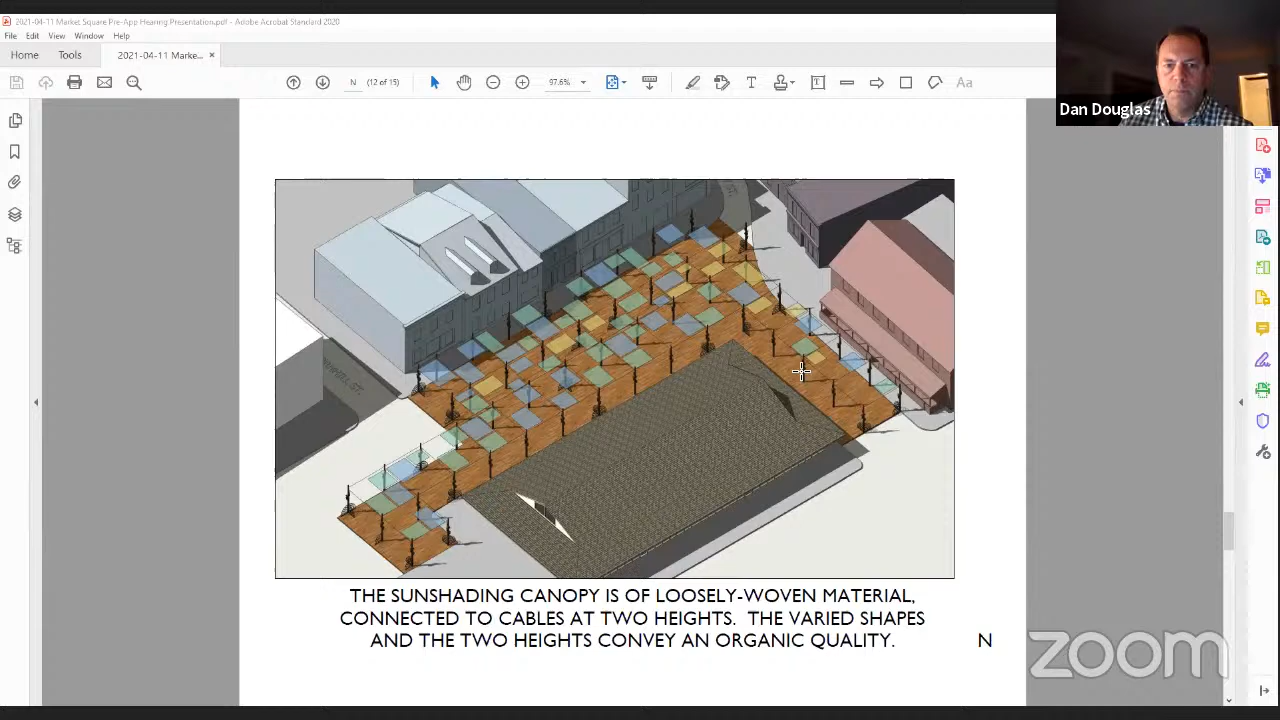 2021-04-11 Market Square Pre-App Hearing Presentation.pdf - Adobe Acrobat Standard 2020
File Edit View Window Help
Home Tools 2021-04-11 Marke... ×
N (12 of 15) 97.6% T T Aa
Dan Douglas
THE SUNSHADING CANOPY IS OF LOOSELY-WOVEN MATERIAL,
CONNECTED TO CABLES AT TWO HEIGHTS. THE VARIED SHAPES
AND THE TWO HEIGHTS CONVEY AN ORGANIC QUALITY.
N
zoom